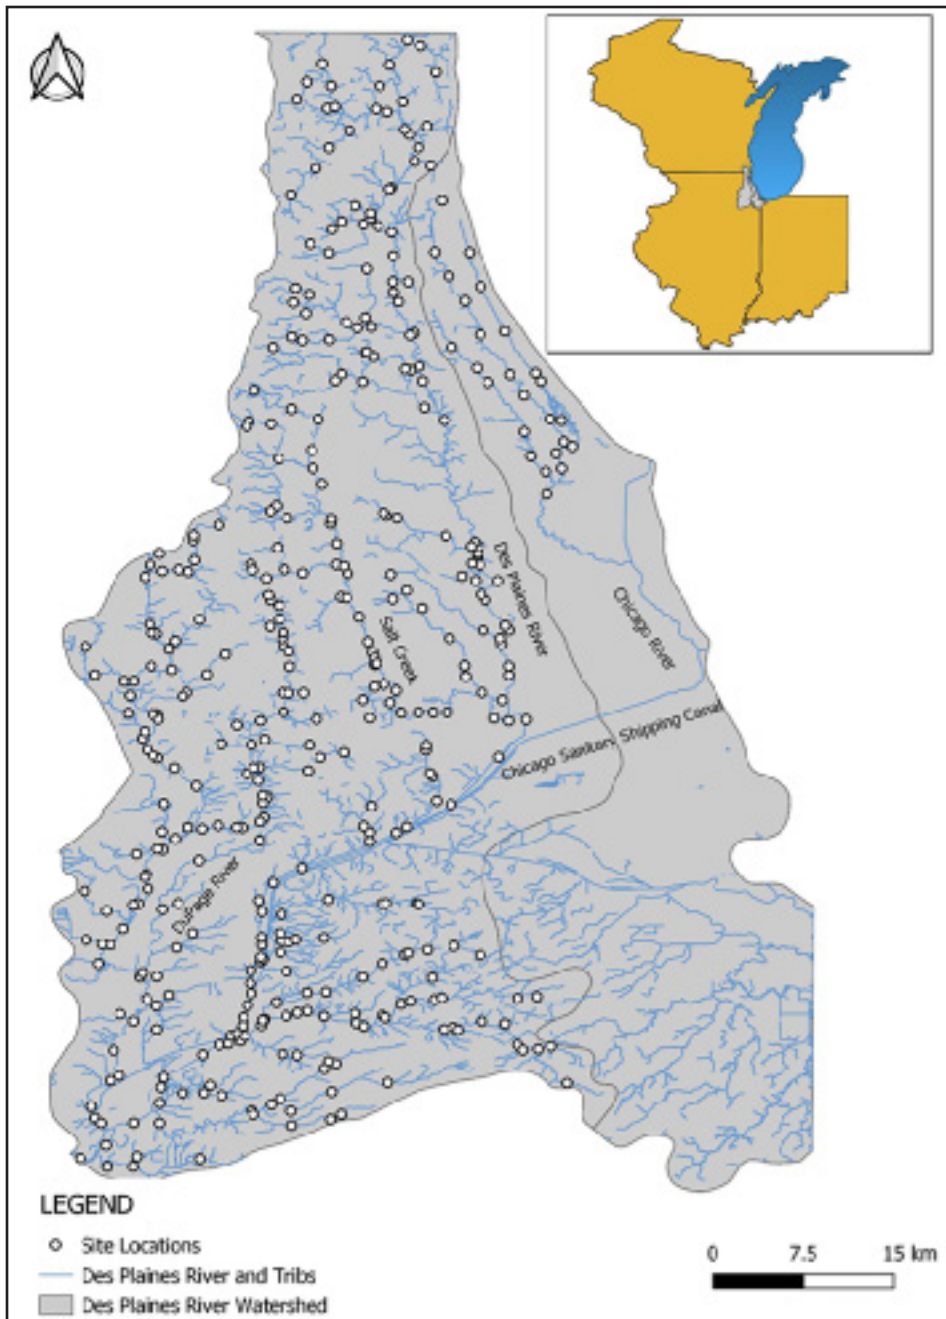 Des Plaines River
Chicago River
Salt Creek
Chicago Sanitary Shipping Canal
DuPage River
LEGEND
Site Locations
Des Plaines River and Tribs
Des Plaines River Watershed
0 7.5 15 km